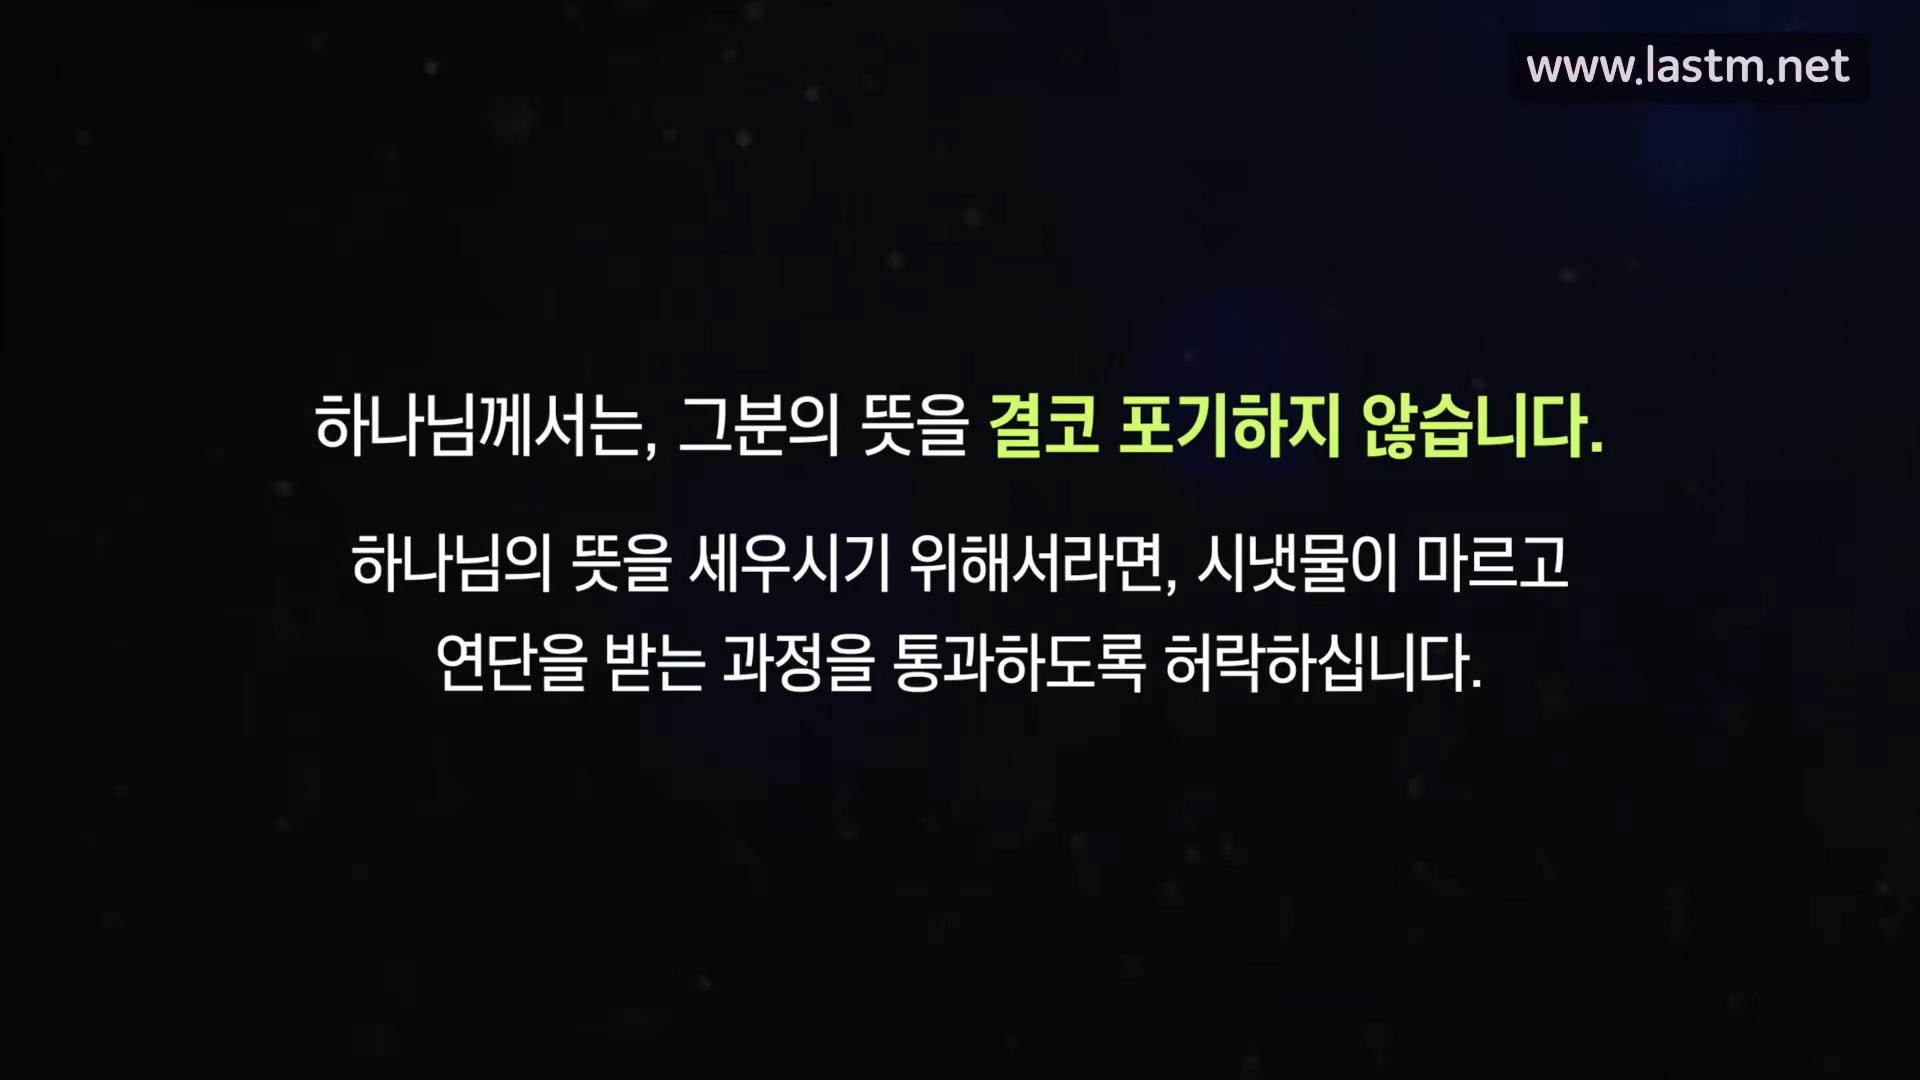 www.lastm.net
하나님께서는, 그분의 뜻을 결코 포기하지 않습니다.
하나님의 뜻을 세우시기 위해서라면, 시냇물이 마르고
연단을 받는 과정을 통과하도록 허락하십니다.